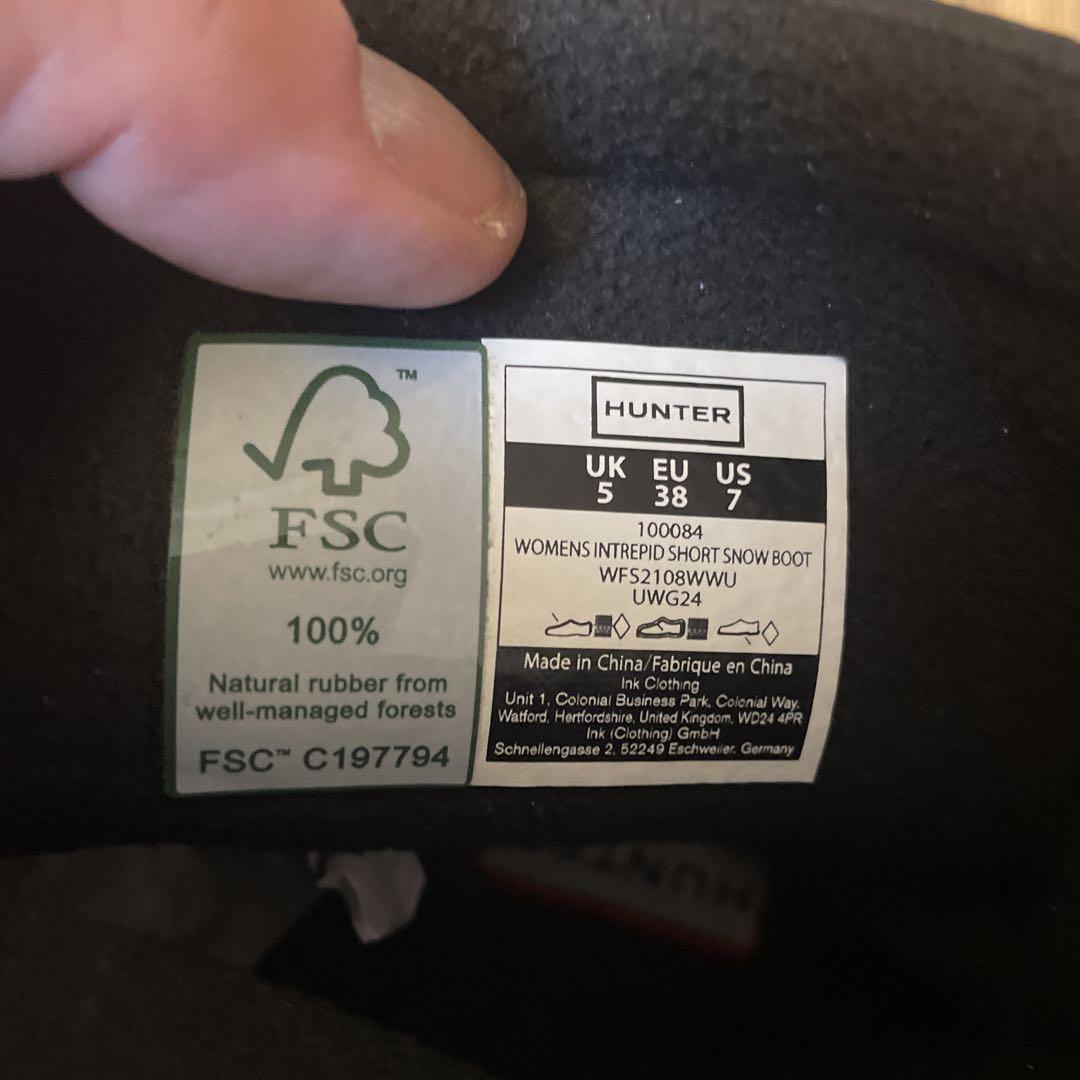 TM
FSC
www.fsc.org
100%
Natural rubber from
well-managed forests
FSC™ C197794
HUNTER
UK EU US
5 38 7
100084
WOMENS INTREPID SHORT SNOW BOOT
WFS2108WWU
UWG24
Made in China/Fabrique en China
Ink Clothing
Unit 1, Colonial Business Park, Colonial Way,
Watford, Hertfordshire, United Kingdom, WD24 4PR
Ink (Clothing) GmbH
Schnellengasse 2, 52249 Eschweiler, Germany